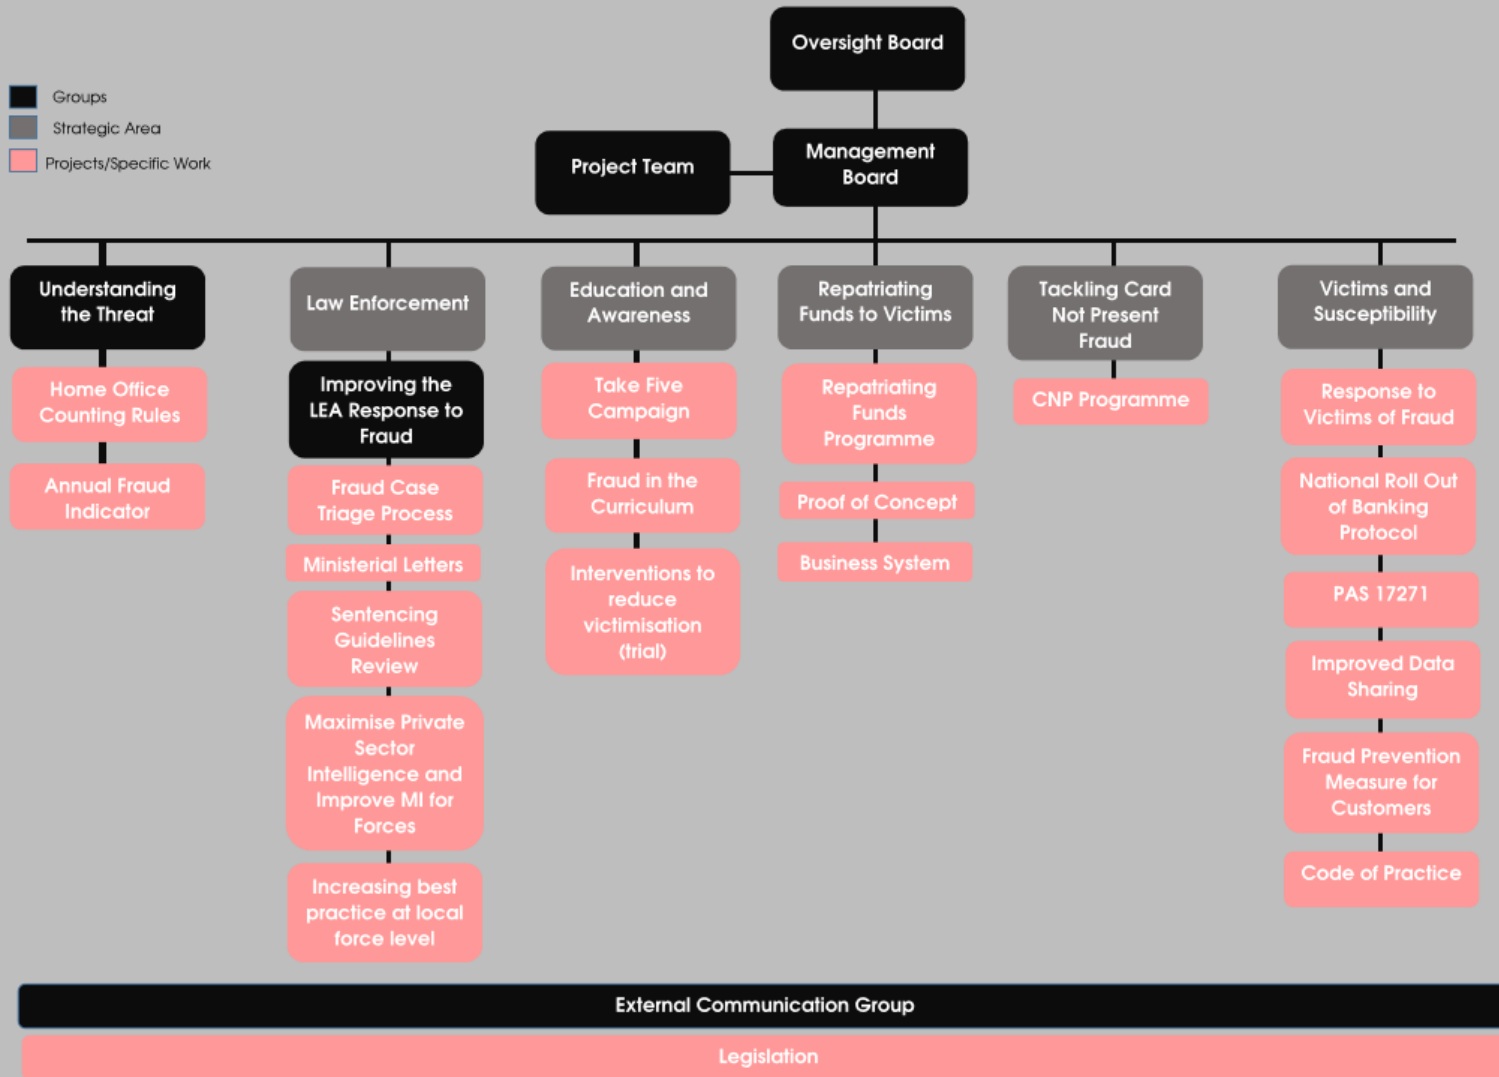 Oversight Board
Groups
Strategic Area
Projects/Specific Work
Project Team
Management
Board
Understanding
the Threat
Home Office
Counting Rules
Annual Fraud
Indicator
Law Enforcement
Improving the
LEA Response to
Fraud
Fraud Case
Triage Process
Ministerial Letters
Sentencing
Guidelines
Review
Maximise Private
Sector
Intelligence and
Improve MI for
Forces
Increasing best
practice at local
force level
Education and
Awareness
Take Five
Campaign
Fraud in the
Curriculum
Interventions to
reduce
victimisation
(trial)
Repatriating
Funds to Victims
Repatriating
Funds
Programme
Proof of Concept
Business System
Tackling Card
Not Present
Fraud
CNP Programme
Victims and
Susceptibility
Response to
Victims of Fraud
National Roll Out
of Banking
Protocol
PAS 17271
Improved Data
Sharing
Fraud Prevention
Measure for
Customers
Code of Practice
External Communication Group
Legislation